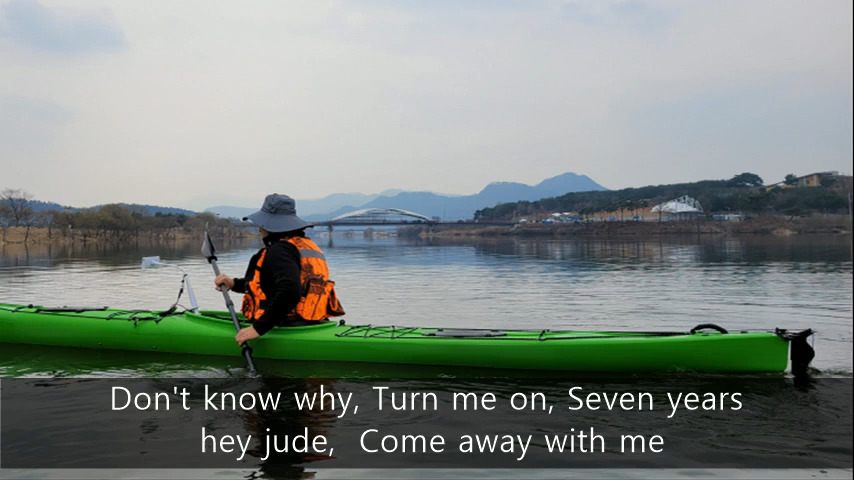 Don't know why, Turn me on, Seven years
hey jude,  Come away with me